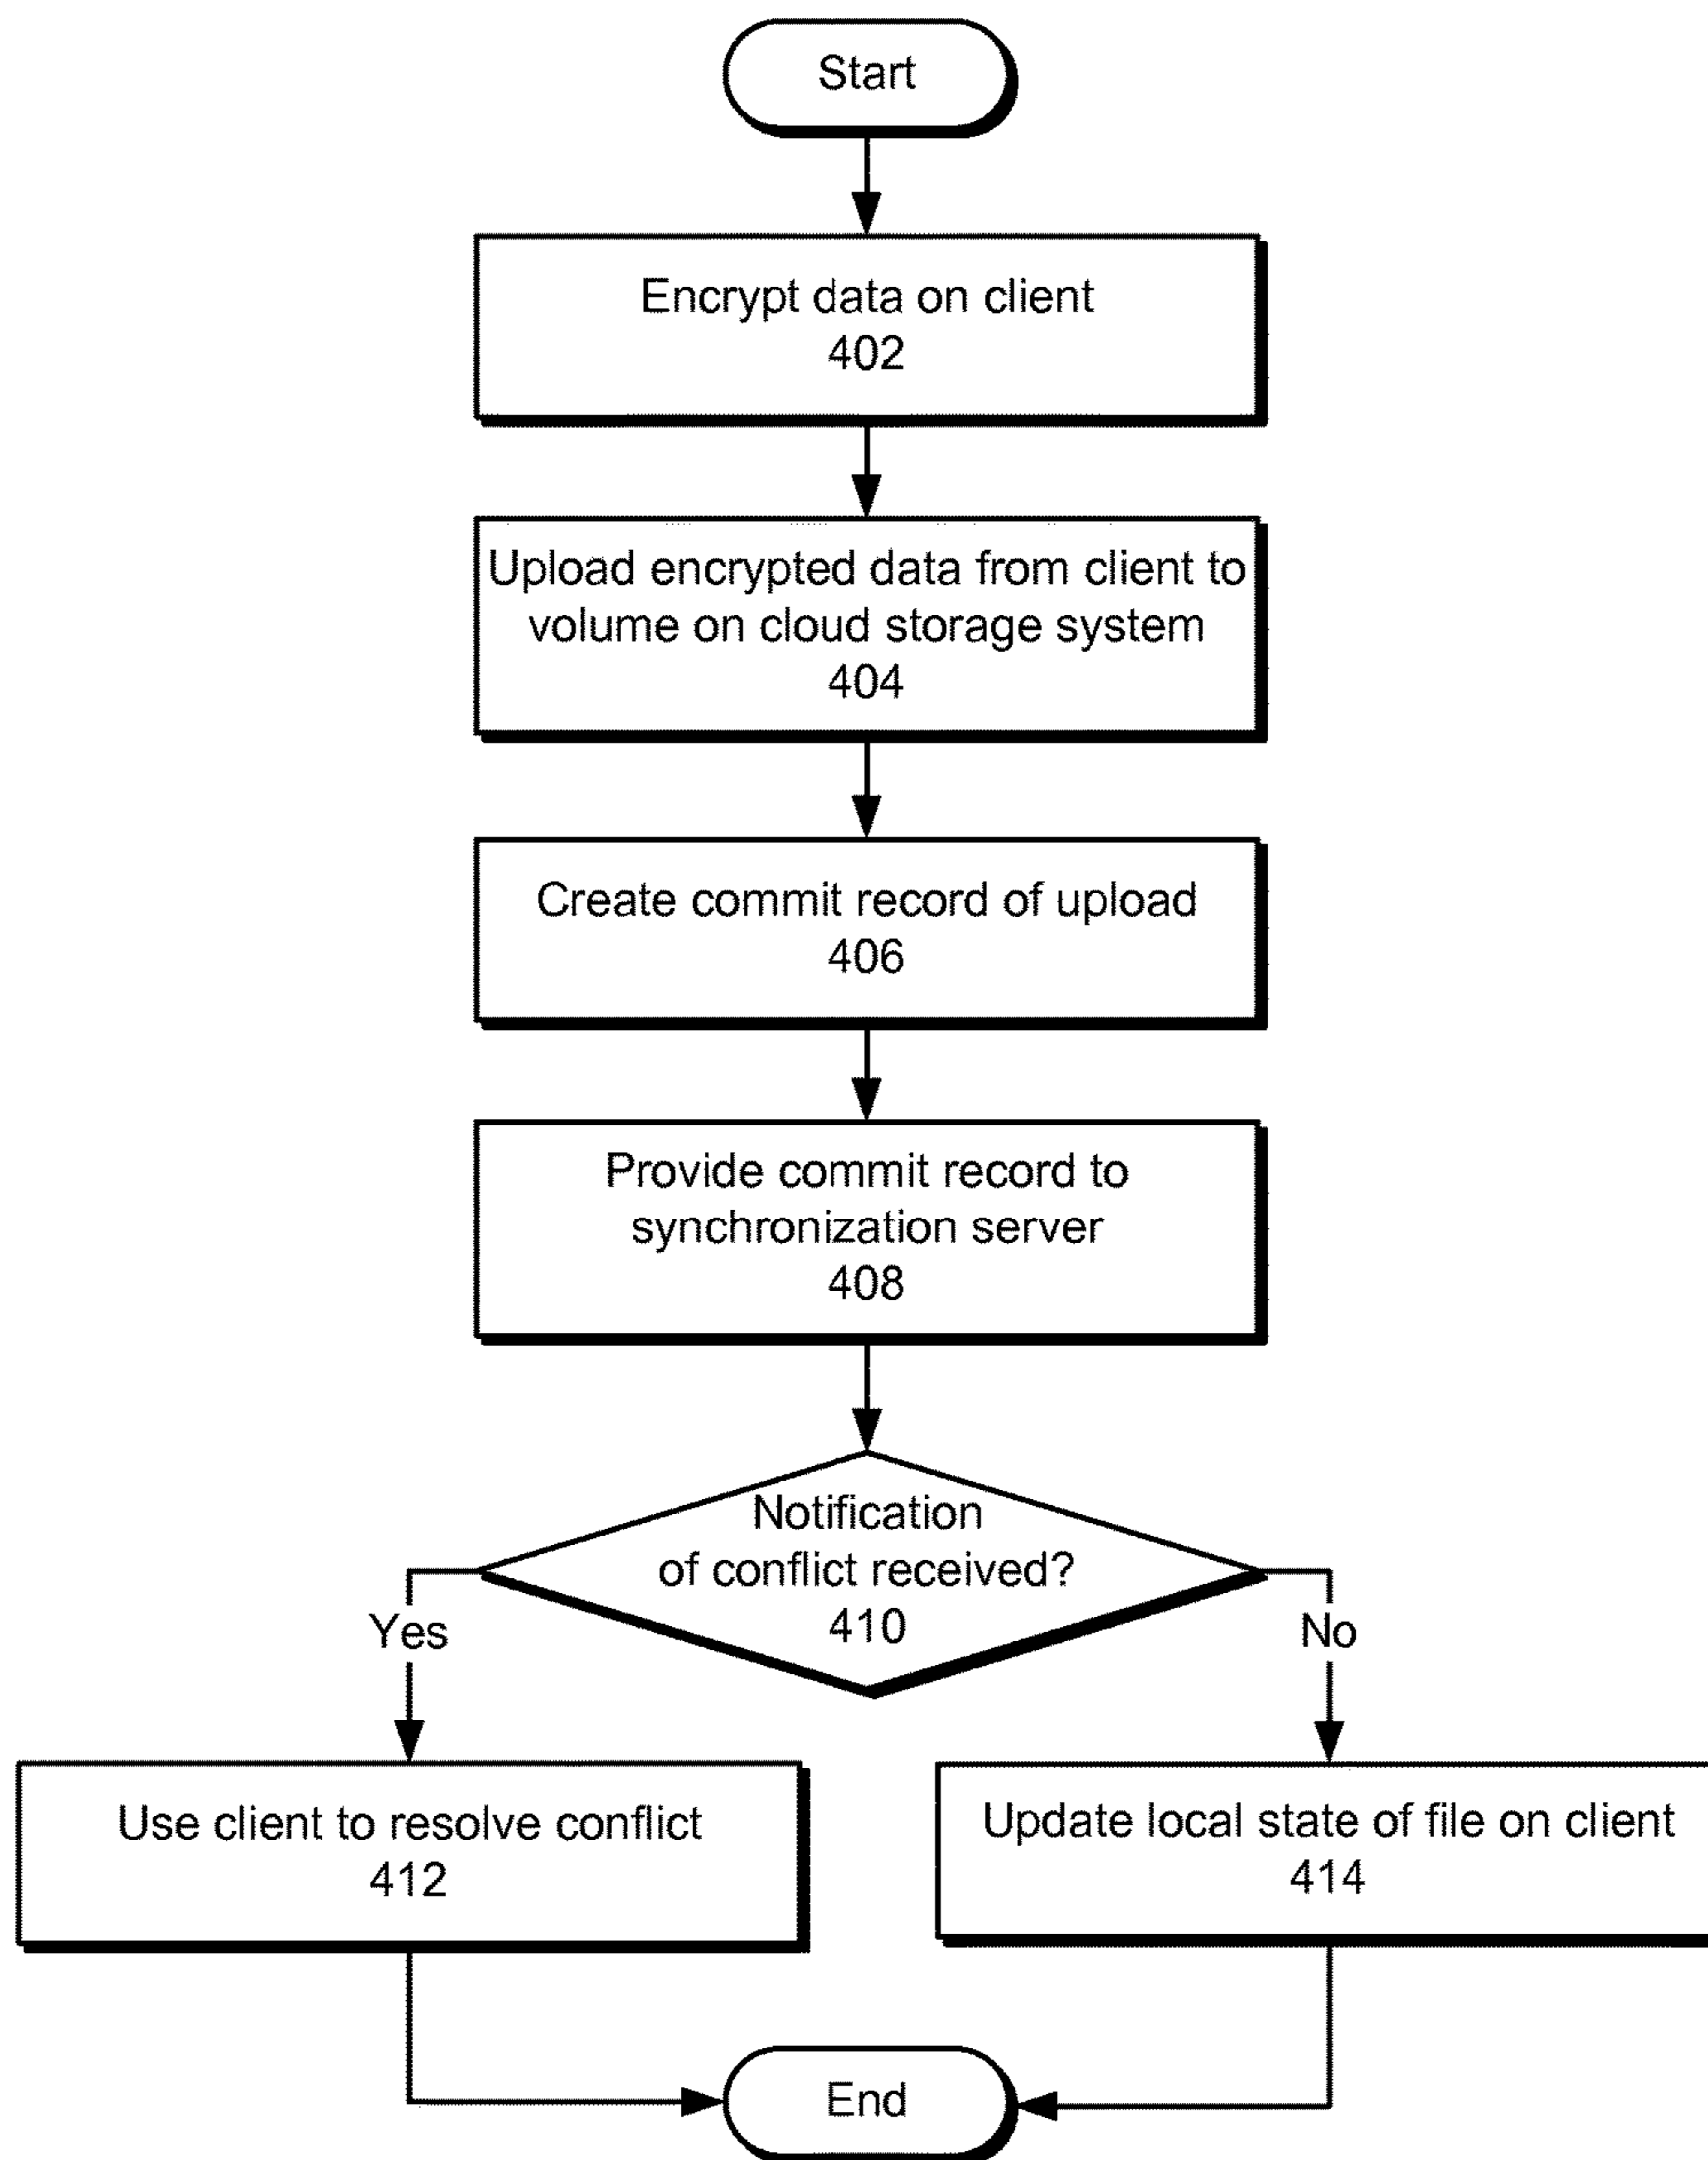 Start
Encrypt data on client
402
Upload encrypted data from client to
volume on cloud storage system
404
Create commit record of upload
406
Provide commit record to
synchronization server
408
Notification
of conflict received?
410
Yes
No
Use client to resolve conflict
412
Update local state of file on client
414
End